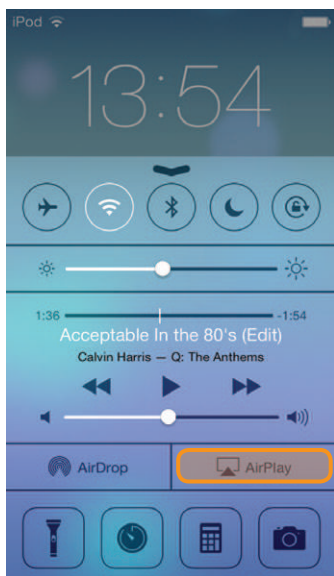 iPod
13:54
1:36 -1:54
Acceptable In the 80's (Edit)
Calvin Harris — Q: The Anthems
AirDrop AirPlay